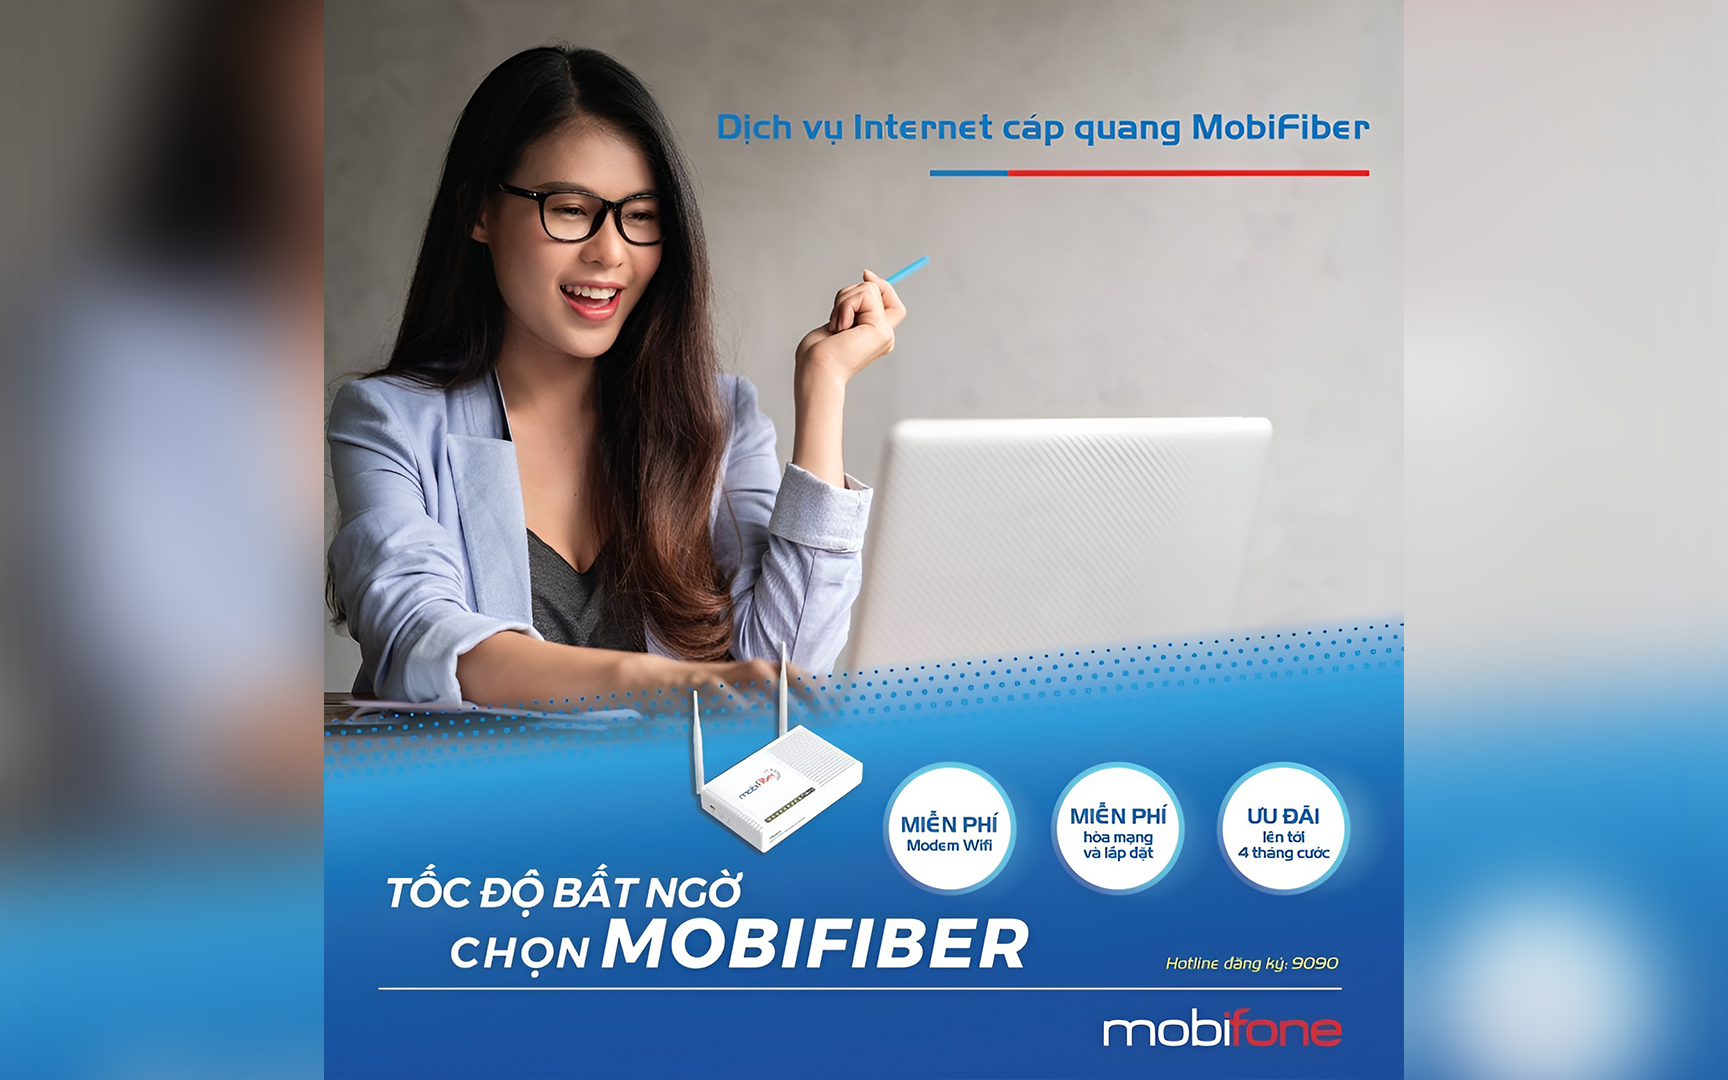 Dịch vụ Internet cáp quang MobiFiber
mobifiber
MIỄN PHÍ
Modem Wifi
MIỄN PHÍ
hòa mạng
và lắp đặt
ƯU ĐÃI
lên tới
4 tháng cước
TỐC ĐỘ BẤT NGỜ
CHỌN MOBIFIBER
Hotline đăng ký: 9090
mobifone